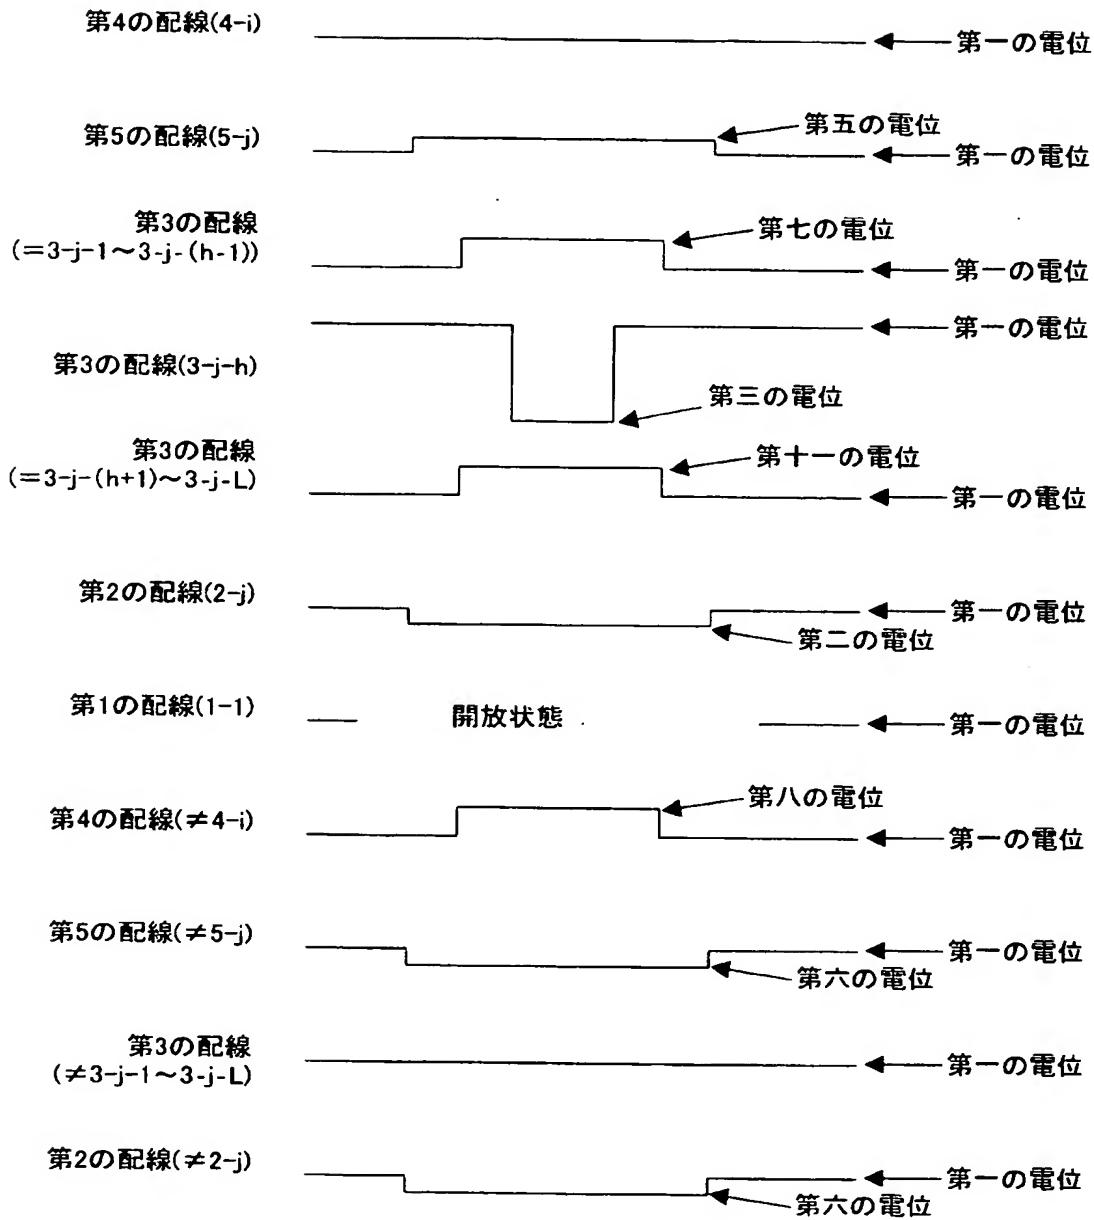 第4の配線(4-i)
第一の電位
第5の配線(5-j)
第五の電位
第一の電位
第3の配線
(=3-j-1～3-j-(h-1))
第七の電位
第一の電位
第一の電位
第3の配線(3-j-h)
第三の電位
第3の配線
(=3-j-(h+1)～3-j-L)
第十一の電位
第一の電位
第2の配線(2-j)
第一の電位
第二の電位
第1の配線(1-1)
開放状態
第一の電位
第4の配線(≠4-i)
第八の電位
第一の電位
第5の配線(≠5-j)
第一の電位
第六の電位
第3の配線
(≠3-j-1～3-j-L)
第一の電位
第2の配線(≠2-j)
第一の電位
第六の電位